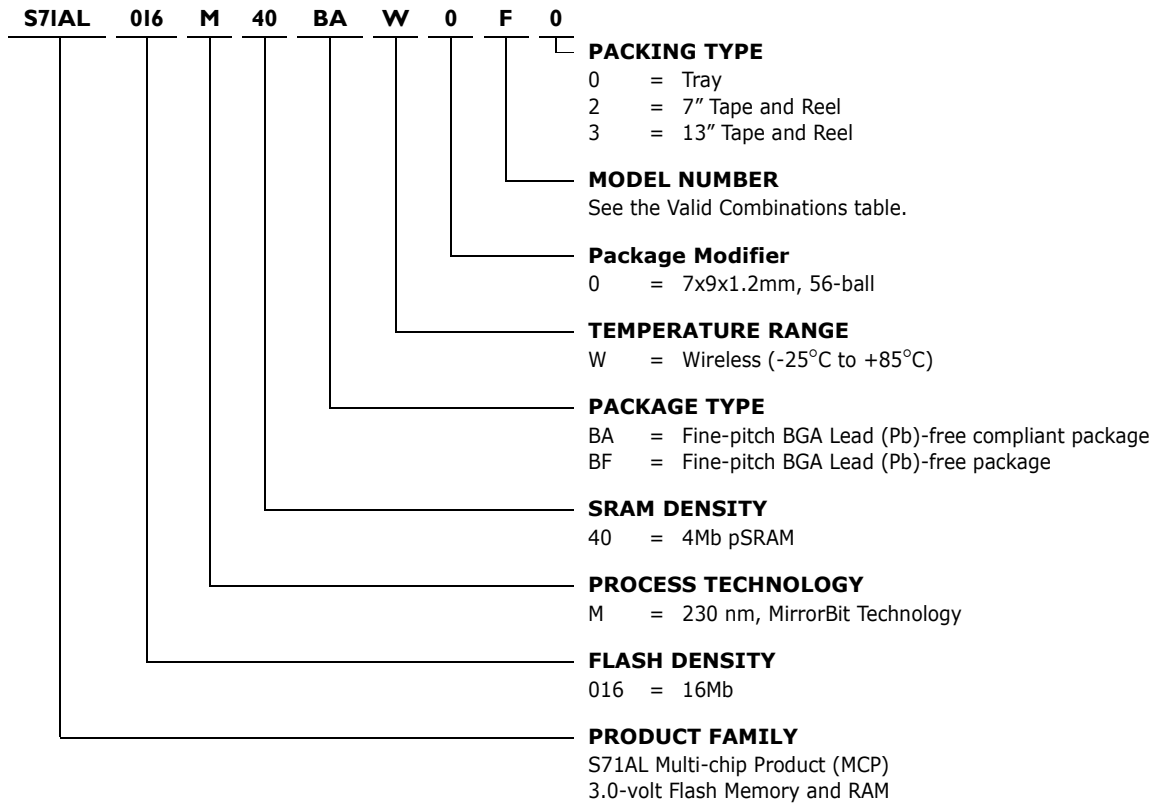 S71AL 016 M 40 BA W 0 F 0
PACKING TYPE
0 = Tray
2 = 7” Tape and Reel
3 = 13” Tape and Reel
MODEL NUMBER
See the Valid Combinations table.
Package Modifier
0 = 7x9x1.2mm, 56-ball
TEMPERATURE RANGE
W = Wireless (-25°C to +85°C)
PACKAGE TYPE
BA = Fine-pitch BGA Lead (Pb)-free compliant package
BF = Fine-pitch BGA Lead (Pb)-free package
SRAM DENSITY
40 = 4Mb pSRAM
PROCESS TECHNOLOGY
M = 230 nm, MirrorBit Technology
FLASH DENSITY
016 = 16Mb
PRODUCT FAMILY
S71AL Multi-chip Product (MCP)
3.0-volt Flash Memory and RAM